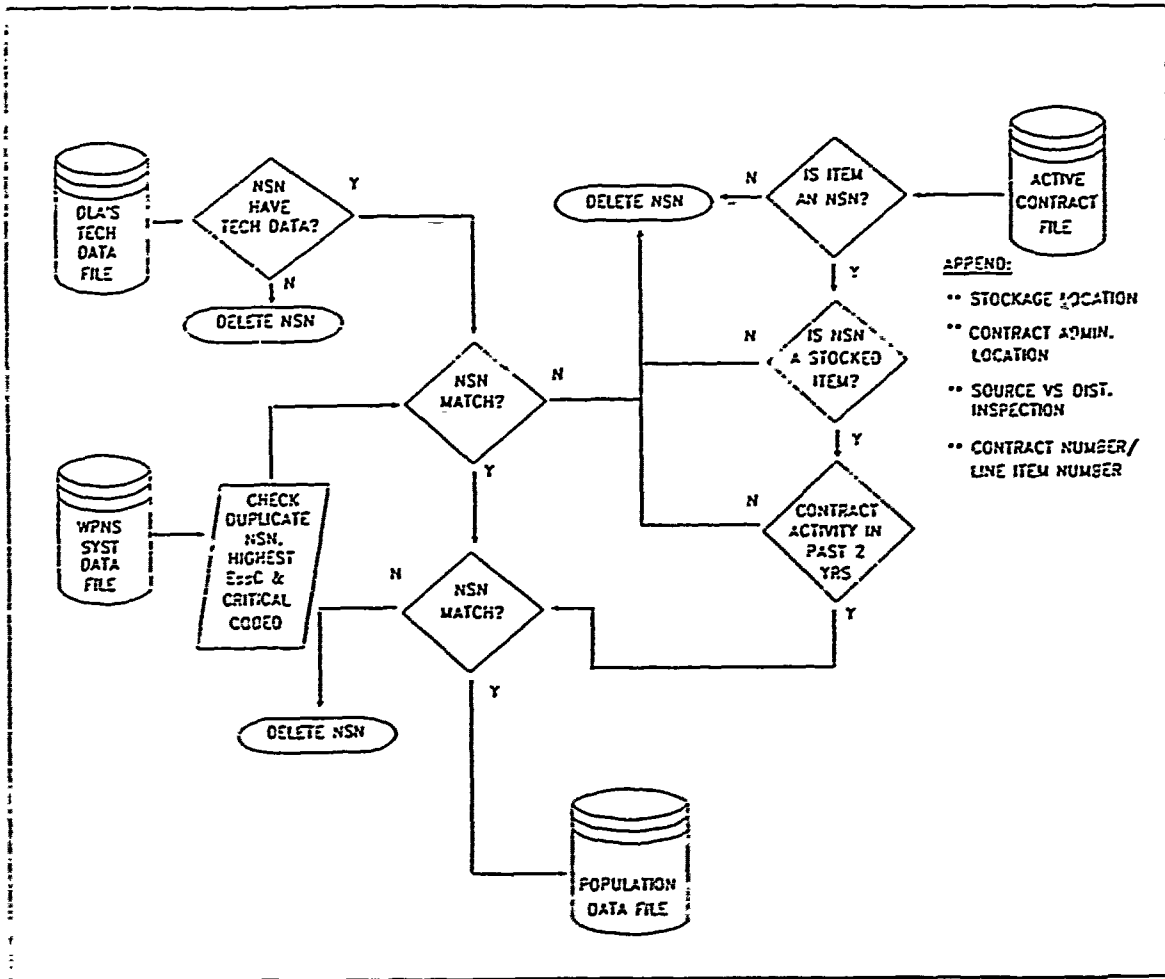 DLA'S
TECH
DATA
FILE
NSN
HAVE
TECH DATA?
Y
N
DELETE NSN
DELETE NSN
N
IS ITEM
AN NSN?
Y
ACTIVE
CONTRACT
FILE
APPEND:
** STOCKAGE LOCATION
** CONTRACT ADMIN.
LOCATION
** SOURCE VS DIST.
INSPECTION
** CONTRACT NUMBER/
LINE ITEM NUMBER
N
IS NSN
A STOCKED
ITEM?
Y
NSN
MATCH?
N
Y
N
CONTRACT
ACTIVITY IN
PAST 2
YRS
Y
WPNS
SYST
DATA
FILE
CHECK
DUPLICATE
NSN,
HIGHEST
EssC &
CRITICAL
CODED
N
NSN
MATCH?
Y
DELETE NSN
POPULATION
DATA FILE